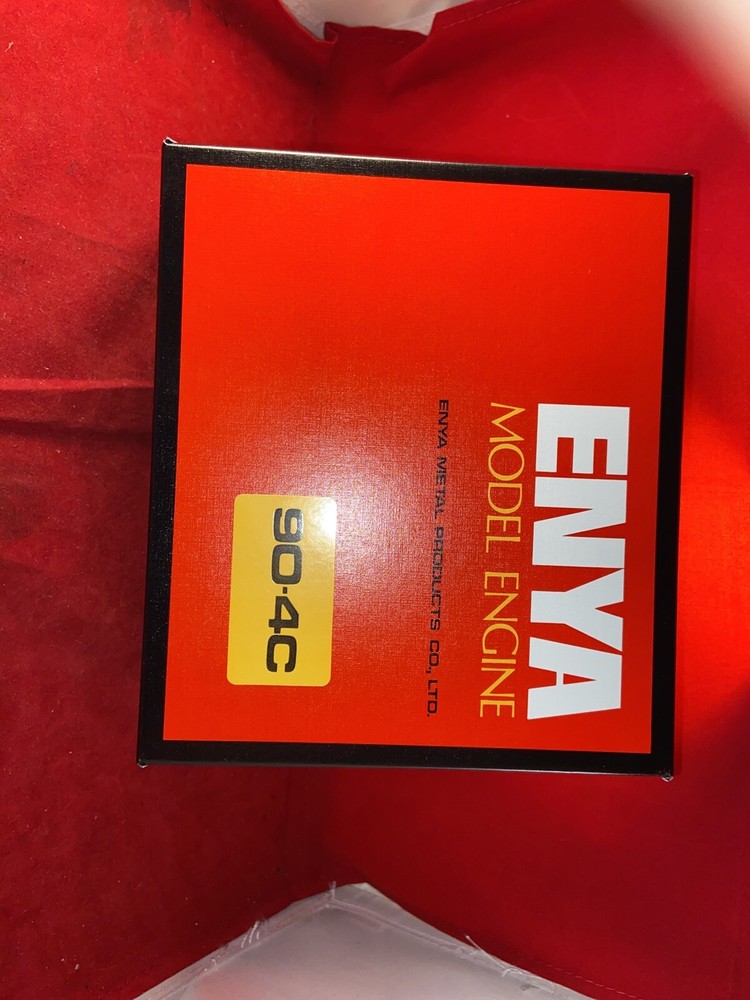 ENYA
MODEL ENGINE
ENYA METAL PRODUCTS CO., LTD.
90-4C